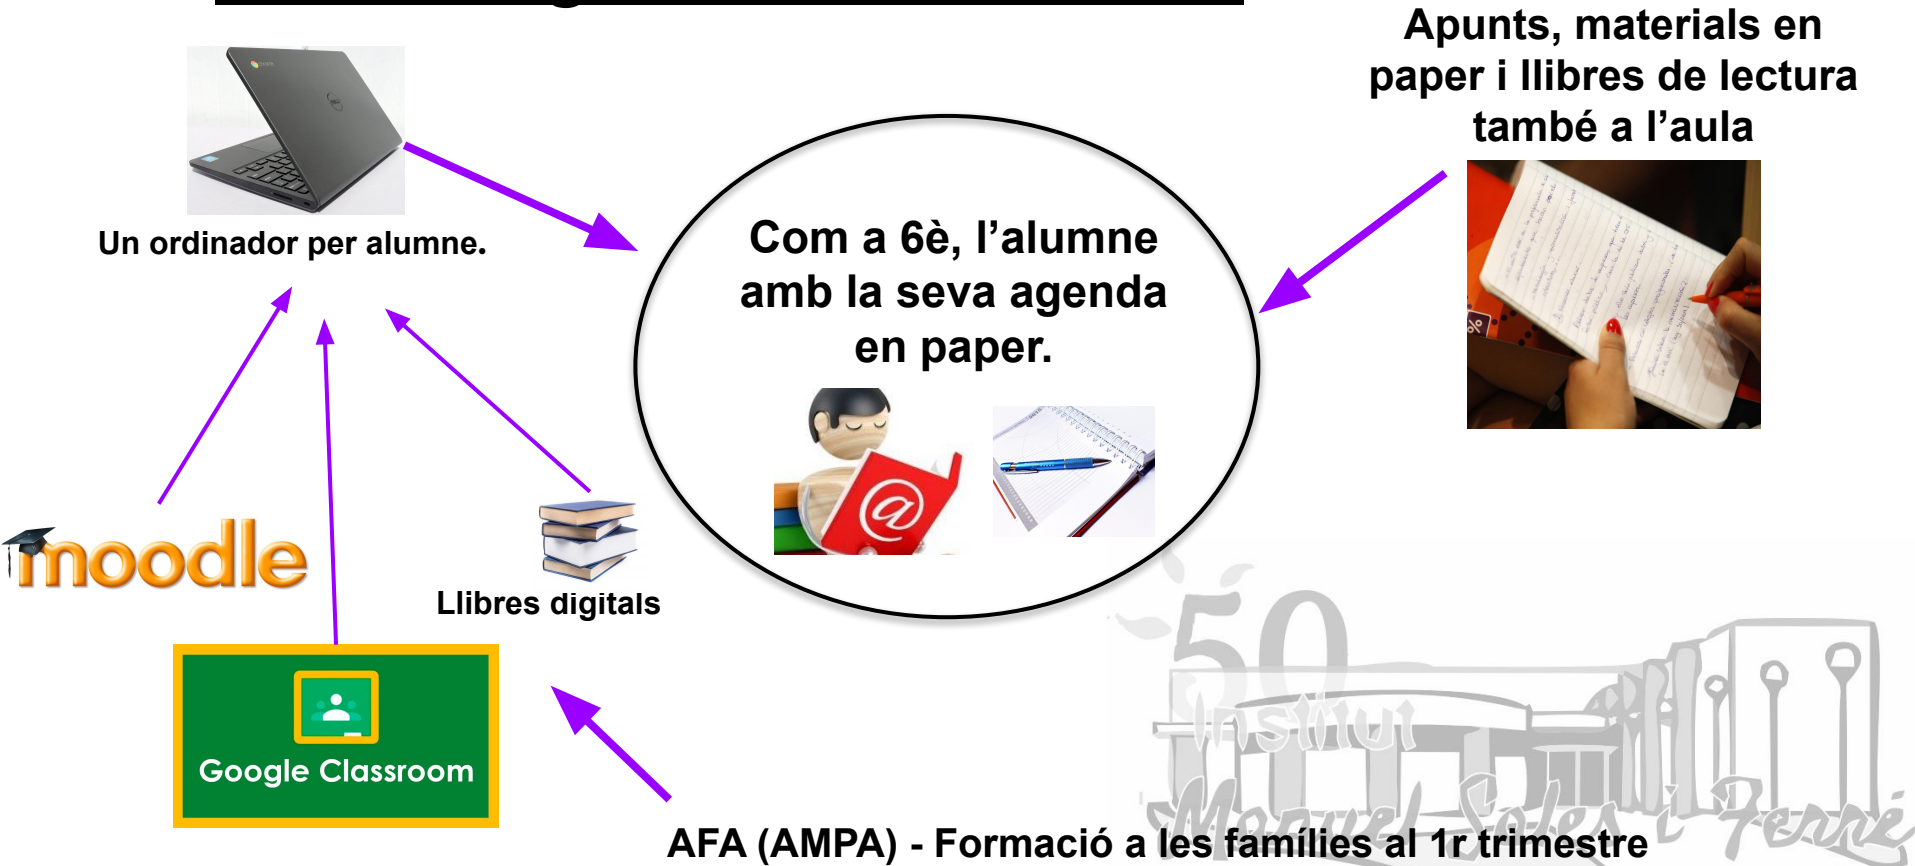 Apunts, materials en
paper i llibres de lectura
també a l’aula
Un ordinador per alumne.
Com a 6è, l’alumne
amb la seva agenda
en paper.
@
%
moodle
Llibres digitals
50
Institut
Google Classroom
Manuel Sales i Ferré
AFA (AMPA) - Formació a les famílies al 1r trimestre